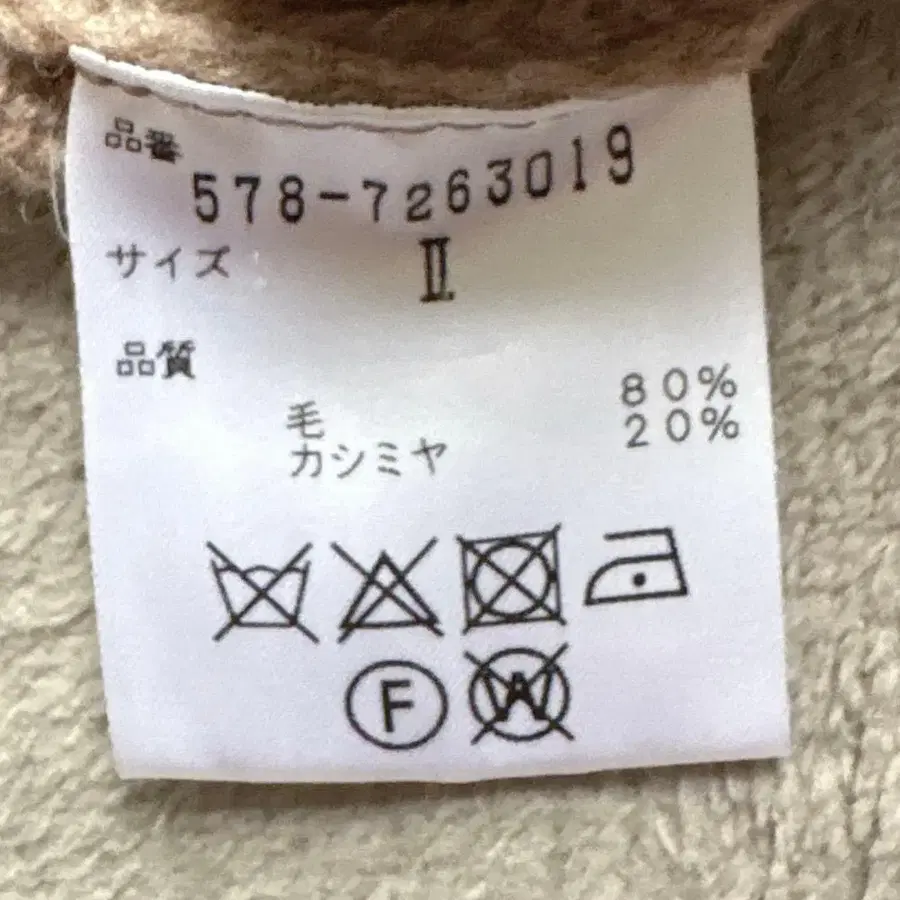 品番
578-7263019
サイズ Ⅱ
品質
毛 80%
カシミヤ 20%
F W